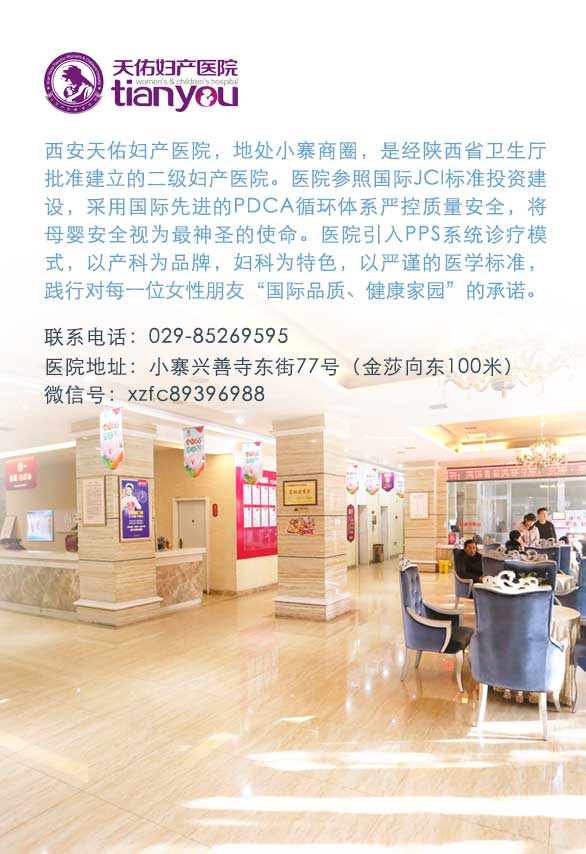 天佑妇产医院
women's & children's hospital
tianyou
西安天佑妇产医院，地处小寨商圈，是经陕西省卫生厅
批准建立的二级妇产医院。医院参照国际JCI标准投资建
设，采用国际先进的PDCA循环体系严控质量安全，将
母婴安全视为最神圣的使命。医院引入PPS系统诊疗模
式，以产科为品牌，妇科为特色，以严谨的医学标准，
践行对每一位女性朋友“国际品质、健康家园”的承诺。
联系电话：029-85269595
医院地址：小寨兴善寺东街77号（金莎向东100米）
微信号：xzfc89396988